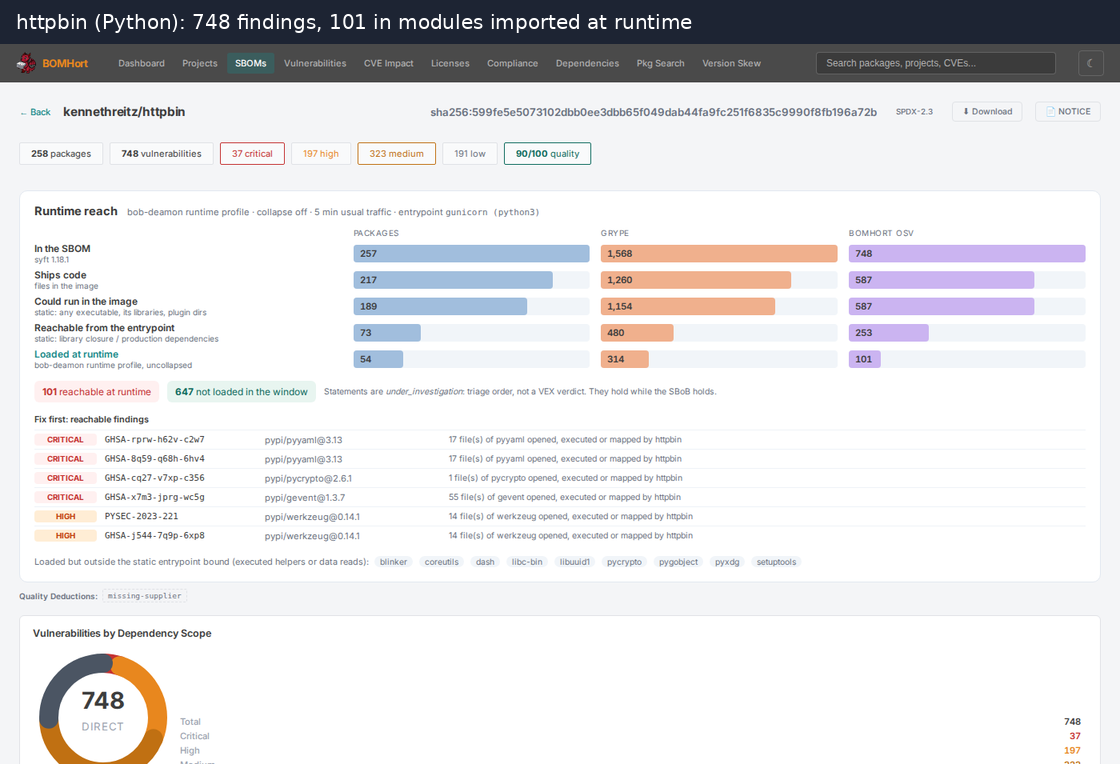 httpbin (Python): 748 findings, 101 in modules imported at runtime
BOMHort Dashboard Projects SBOMs Vulnerabilities CVE Impact Licenses Compliance Dependencies Pkg Search Version Skew Search packages, projects, CVEs...
← Back kennethreitz/httpbin sha256:599fe5e5073102dbb0ee3dbb65f049dab44fa9fc251f6835c9990f8fb196a72b SPDX-2.3 ⬇ Download 📄 NOTICE
258 packages 748 vulnerabilities 37 critical 197 high 323 medium 191 low 90/100 quality
Runtime reach bob-deamon runtime profile · collapse off · 5 min usual traffic · entrypoint gunicorn (python3)
PACKAGES GRYPE BOMHORT OSV
In the SBOM 257 1,568 748
syft 1.18.1
Ships code 217 1,260 587
files in the image
Could run in the image 189 1,154 587
static: any executable, its libraries, plugin dirs
Reachable from the entrypoint 73 480 253
static: library closure / production dependencies
Loaded at runtime 54 314 101
bob-deamon runtime profile, uncollapsed
101 reachable at runtime 647 not loaded in the window Statements are under_investigation: triage order, not a VEX verdict. They hold while the SBoB holds.
Fix first: reachable findings
CRITICAL GHSA-rprw-h62v-c2w7 pypi/pyyaml@3.13 17 file(s) of pyyaml opened, executed or mapped by httpbin
CRITICAL GHSA-8q59-q68h-6hv4 pypi/pyyaml@3.13 17 file(s) of pyyaml opened, executed or mapped by httpbin
CRITICAL GHSA-cq27-v7xp-c356 pypi/pycrypto@2.6.1 1 file(s) of pycrypto opened, executed or mapped by httpbin
CRITICAL GHSA-x7m3-jprg-wc5g pypi/gevent@1.3.7 55 file(s) of gevent opened, executed or mapped by httpbin
HIGH PYSEC-2023-221 pypi/werkzeug@0.14.1 14 file(s) of werkzeug opened, executed or mapped by httpbin
HIGH GHSA-j544-7q9p-6xp8 pypi/werkzeug@0.14.1 14 file(s) of werkzeug opened, executed or mapped by httpbin
Loaded but outside the static entrypoint bound (executed helpers or data reads): blinker coreutils dash libc-bin libuuid1 pycrypto pygobject pyxdg setuptools
Quality Deductions: missing-supplier
Vulnerabilities by Dependency Scope
748
DIRECT
Total 748
Critical 37
High 197